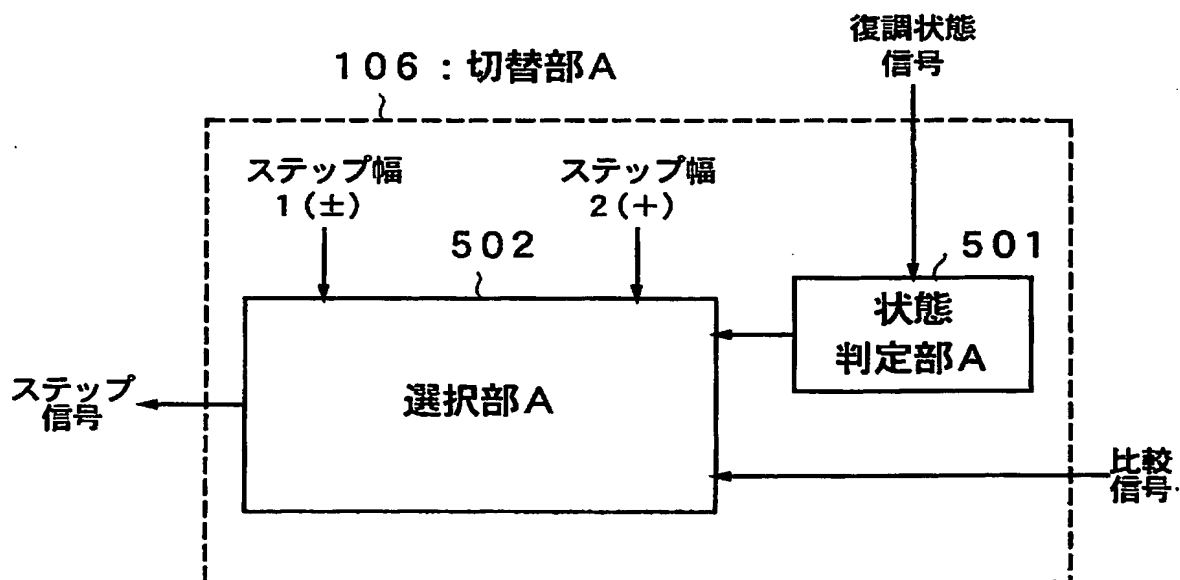 復調状態
信号
106:切替部A
ステップ幅
1(±)
ステップ幅
2(+)
502
501
状態
判定部A
選択部A
ステップ
信号
比較
信号